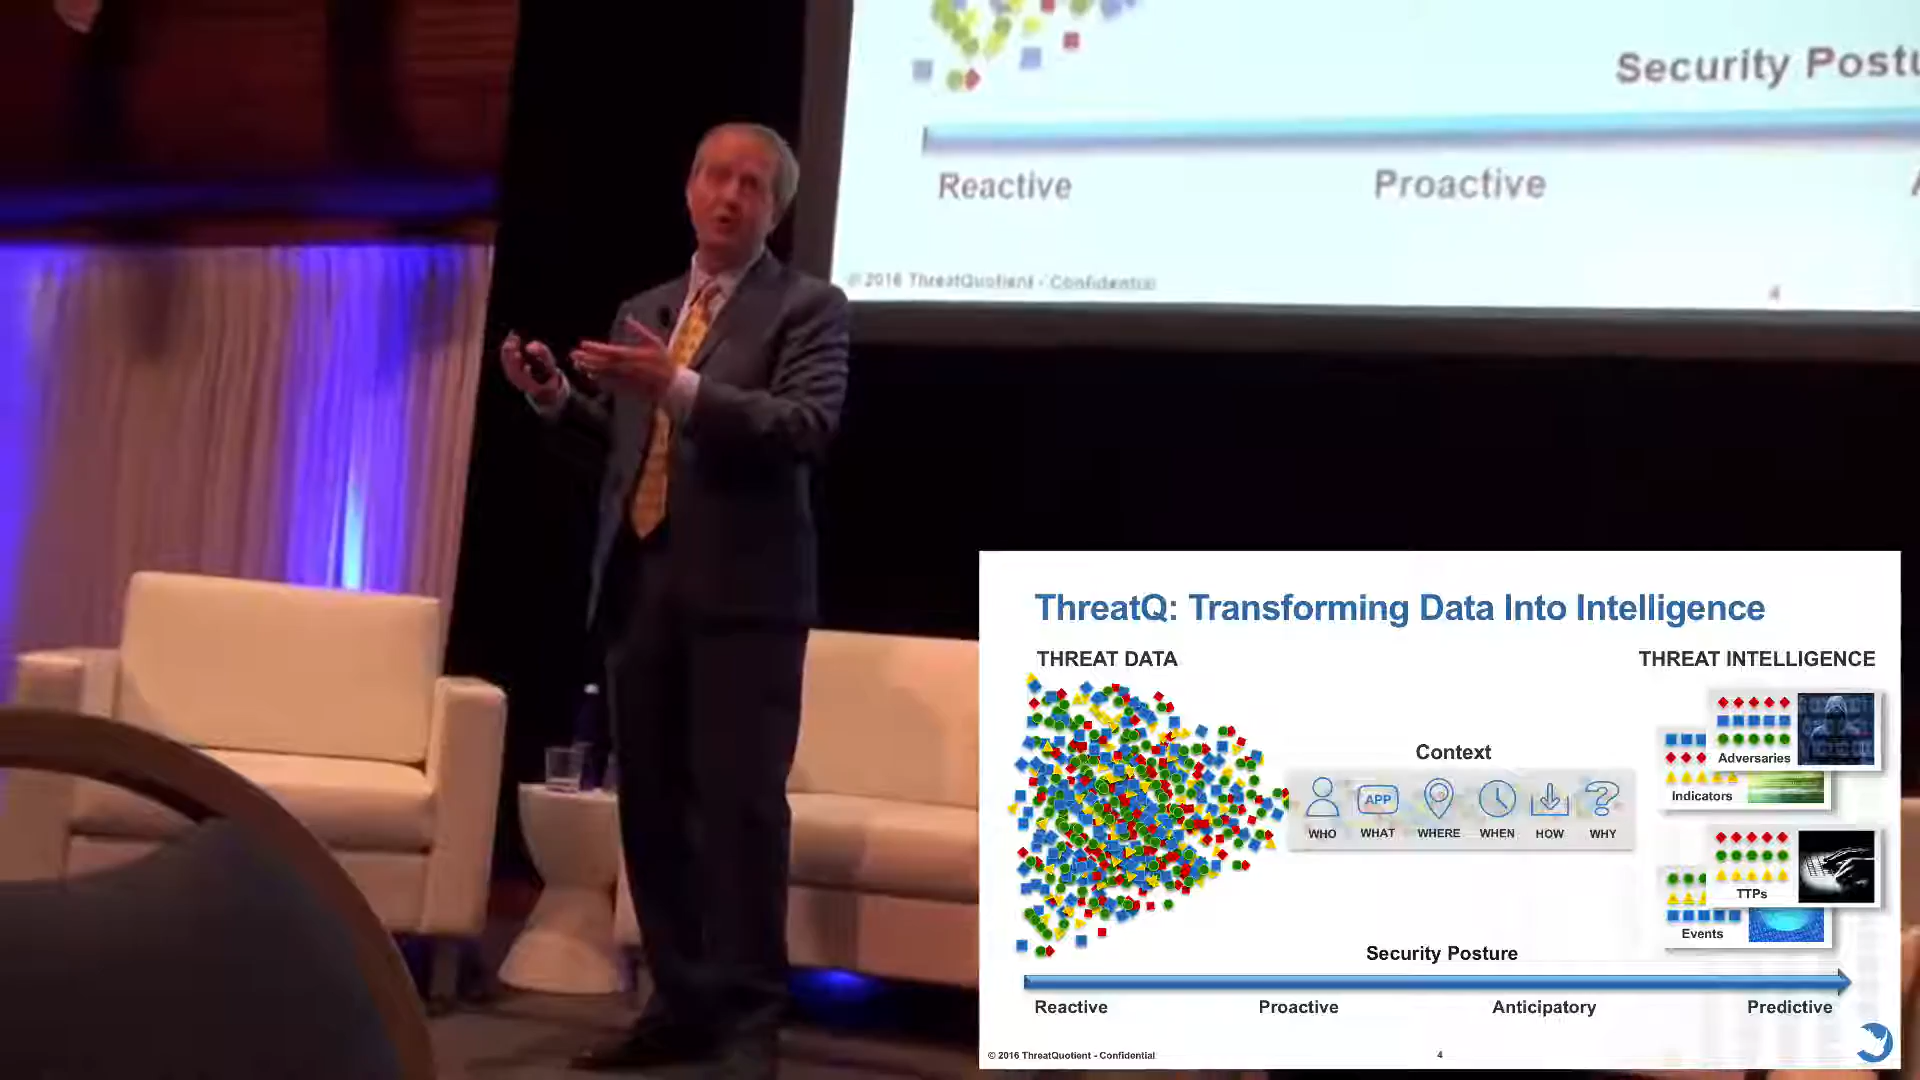 Security Postu
Reactive
Proactive
© 2016 ThreatQuotient - Confidential
4
ThreatQ: Transforming Data Into Intelligence
THREAT DATA
THREAT INTELLIGENCE
Context
APP
WHO
WHAT
WHERE
WHEN
HOW
WHY
Adversaries
Indicators
TTPs
Events
Security Posture
Reactive
Proactive
Anticipatory
Predictive
© 2016 ThreatQuotient - Confidential
4